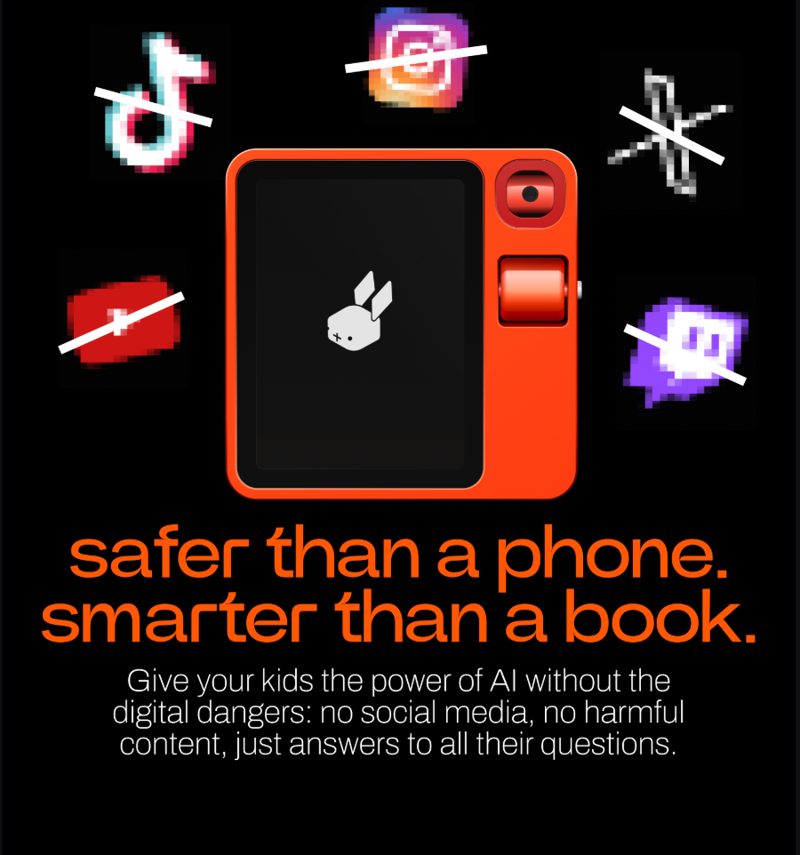 safer than a phone.
smarter than a book.
Give your kids the power of AI without the
digital dangers: no social media, no harmful
content, just answers to all their questions.